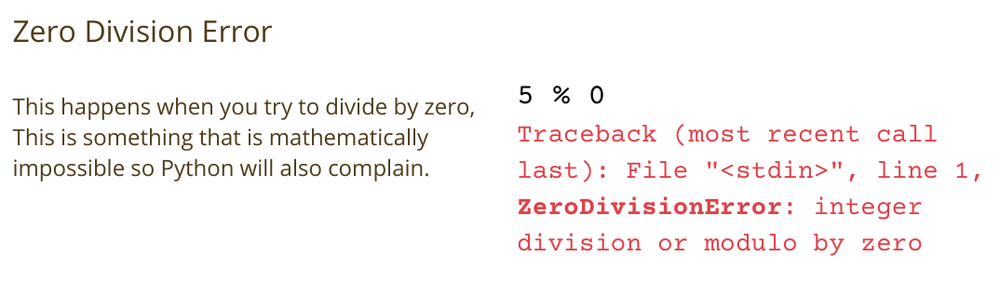 Zero Division Error
This happens when you try to divide by zero,
This is something that is mathematically
impossible so Python will also complain.
5 % 0
Traceback (most recent call
last): File "<stdin>", line 1,
ZeroDivisionError: integer
division or modulo by zero